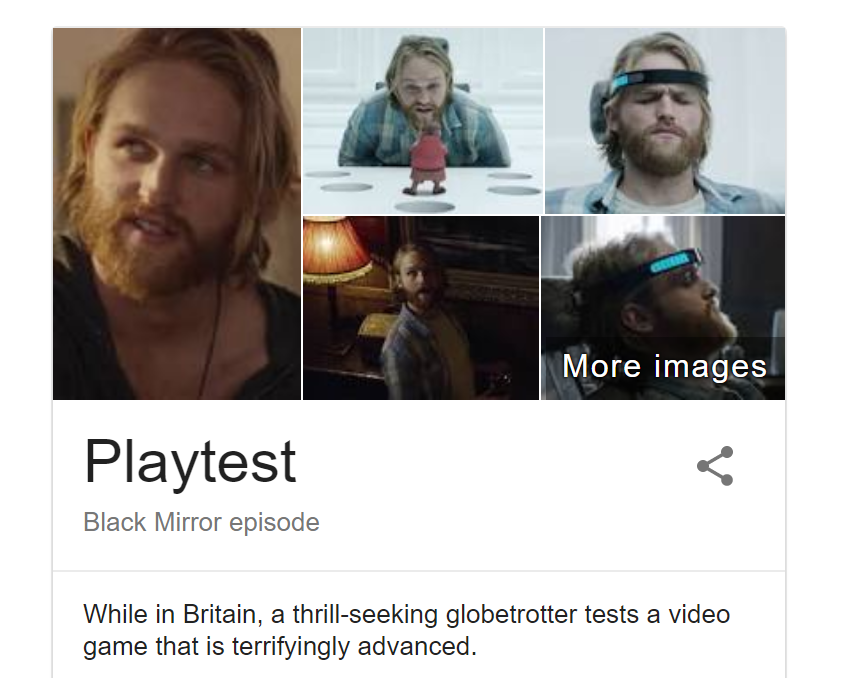 More images
Playtest
Black Mirror episode
While in Britain, a thrill-seeking globetrotter tests a video
game that is terrifyingly advanced.